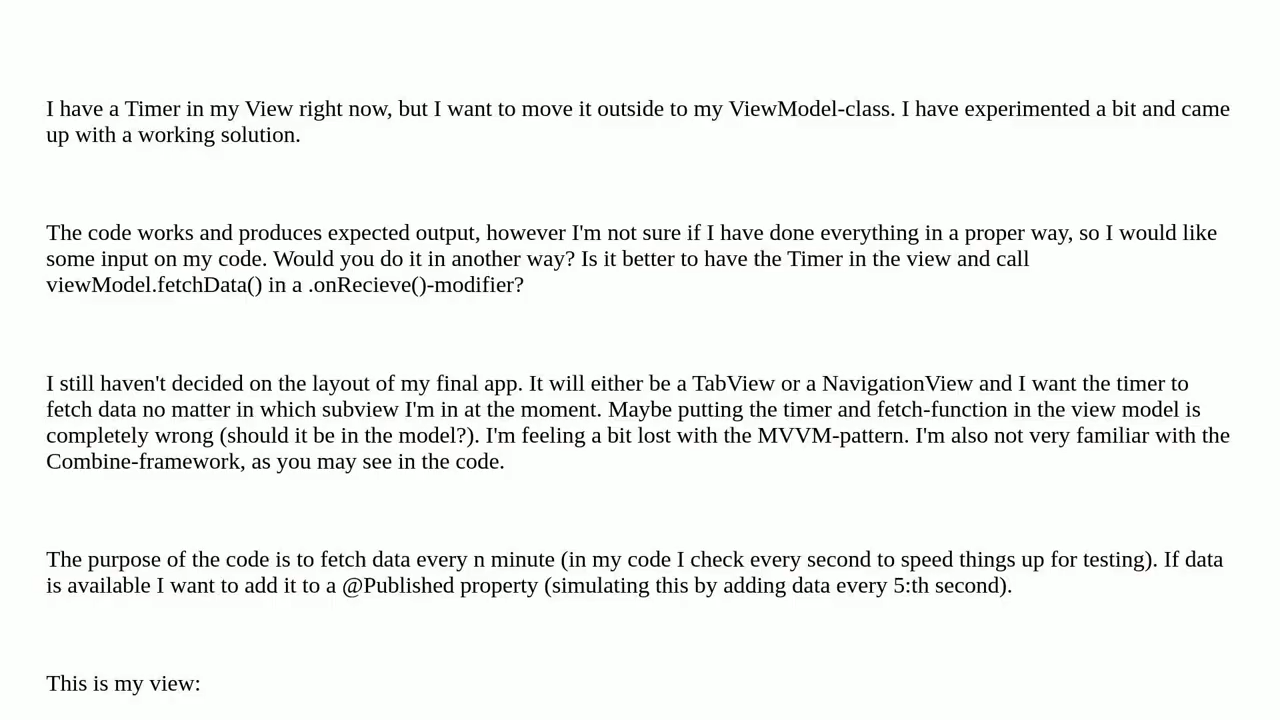 I have a Timer in my View right now, but I want to move it outside to my ViewModel-class. I have experimented a bit and came
up with a working solution.
The code works and produces expected output, however I'm not sure if I have done everything in a proper way, so I would like
some input on my code. Would you do it in another way? Is it better to have the Timer in the view and call
viewModel.fetchData() in a .onRecieve()-modifier?
I still haven't decided on the layout of my final app. It will either be a TabView or a NavigationView and I want the timer to
fetch data no matter in which subview I'm in at the moment. Maybe putting the timer and fetch-function in the view model is
completely wrong (should it be in the model?). I'm feeling a bit lost with the MVVM-pattern. I'm also not very familiar with the
Combine-framework, as you may see in the code.
The purpose of the code is to fetch data every n minute (in my code I check every second to speed things up for testing). If data
is available I want to add it to a @Published property (simulating this by adding data every 5:th second).
This is my view: